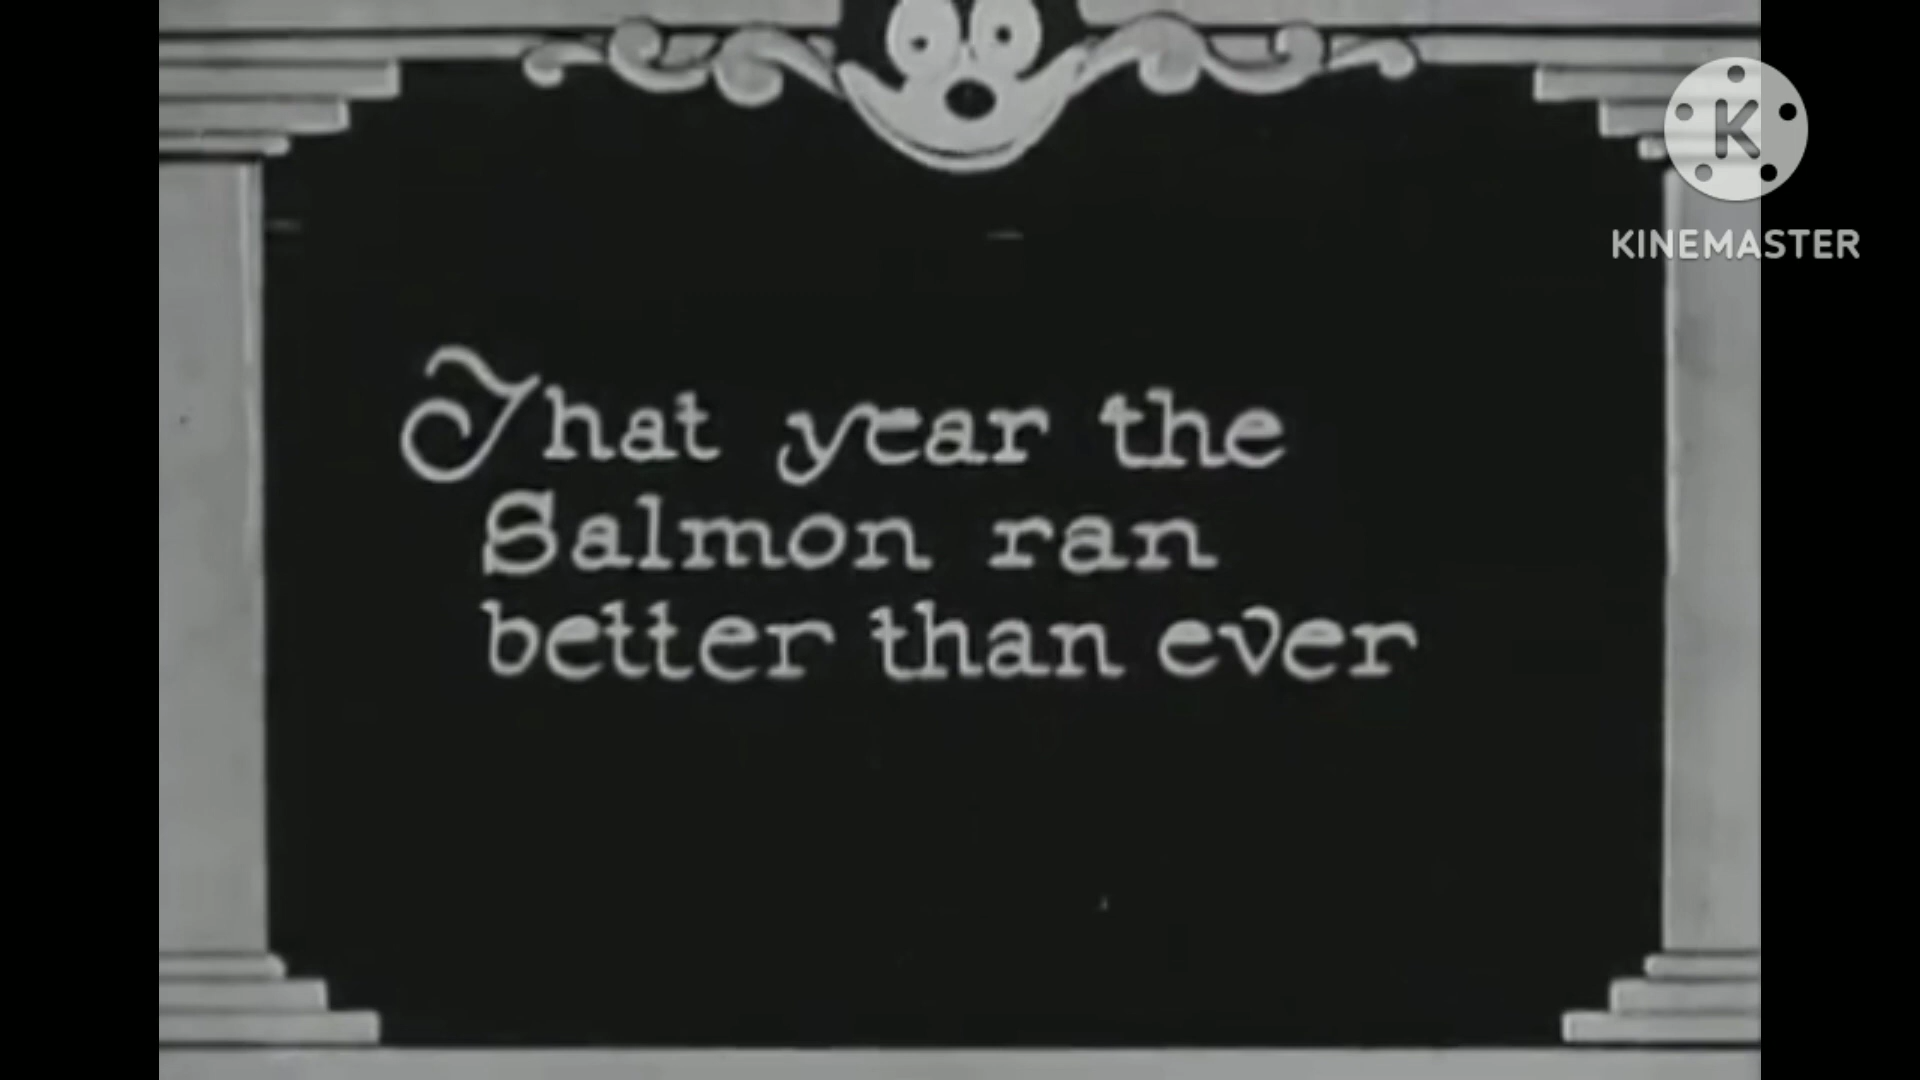 K
KINEMASTER
That year the
Salmon ran
better than ever